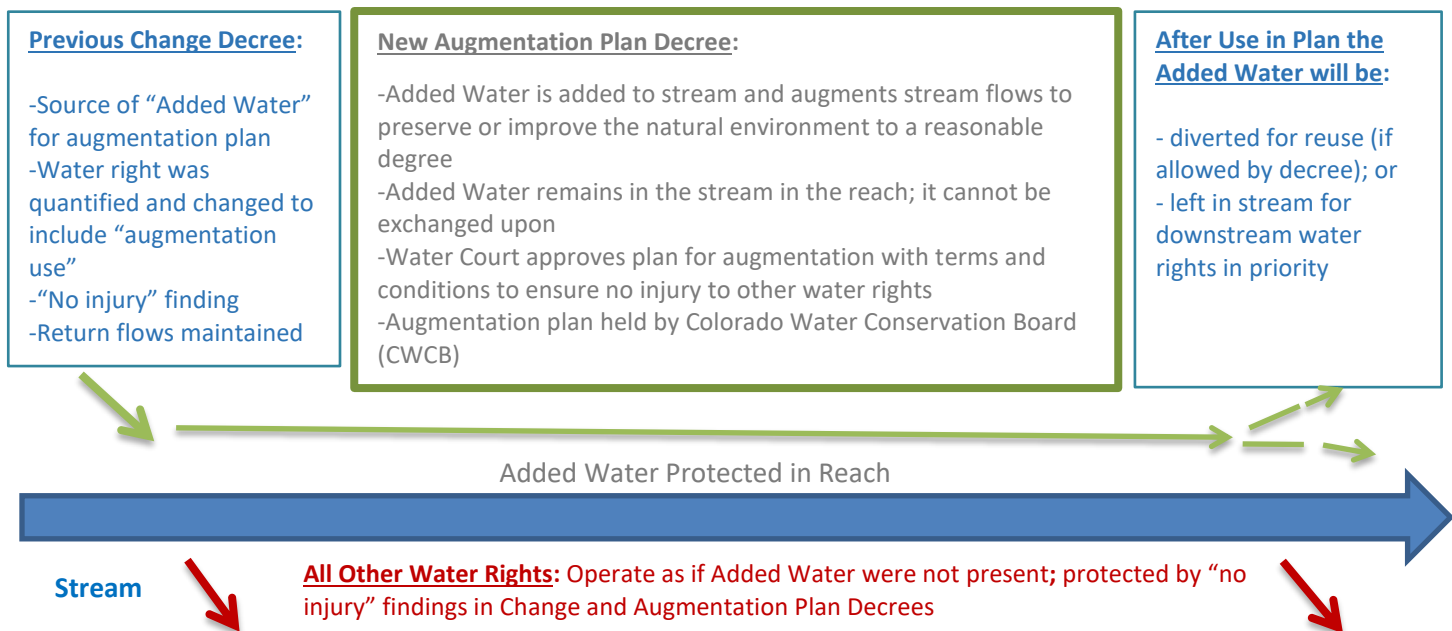 Previous Change Decree:
-Source of “Added Water”
for augmentation plan
-Water right was
quantified and changed to
include “augmentation
use”
-“No injury” finding
-Return flows maintained
New Augmentation Plan Decree:
-Added Water is added to stream and augments stream flows to
preserve or improve the natural environment to a reasonable
degree
-Added Water remains in the stream in the reach; it cannot be
exchanged upon
-Water Court approves plan for augmentation with terms and
conditions to ensure no injury to other water rights
-Augmentation plan held by Colorado Water Conservation Board
(CWCB)
After Use in Plan the
Added Water will be:
- diverted for reuse (if
allowed by decree); or
- left in stream for
downstream water
rights in priority
Added Water Protected in Reach
Stream
All Other Water Rights: Operate as if Added Water were not present; protected by “no
injury” findings in Change and Augmentation Plan Decrees